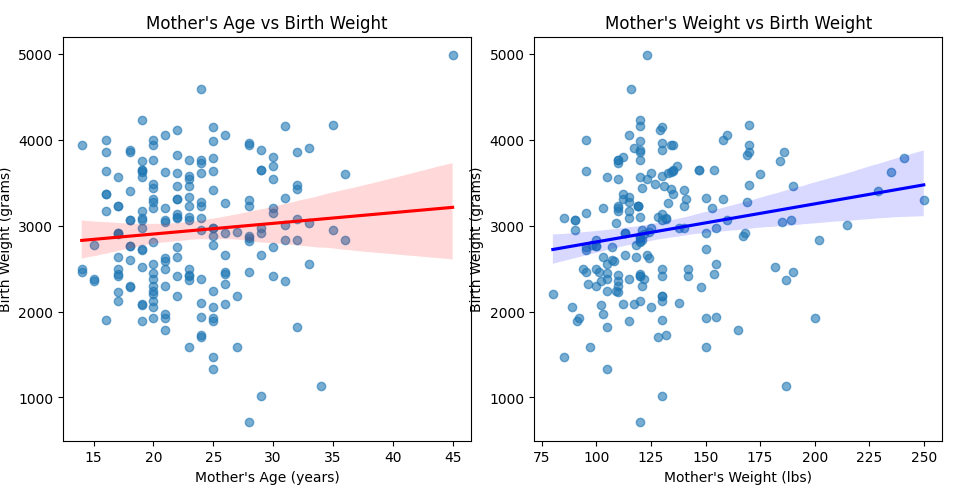 Mother's Age vs Birth Weight
Birth Weight (grams)
5000
4000
3000
2000
1000
15 20 25 30 35 40 45
Mother's Age (years)
Mother's Weight vs Birth Weight
Birth Weight (grams)
5000
4000
3000
2000
1000
75 100 125 150 175 200 225 250
Mother's Weight (lbs)